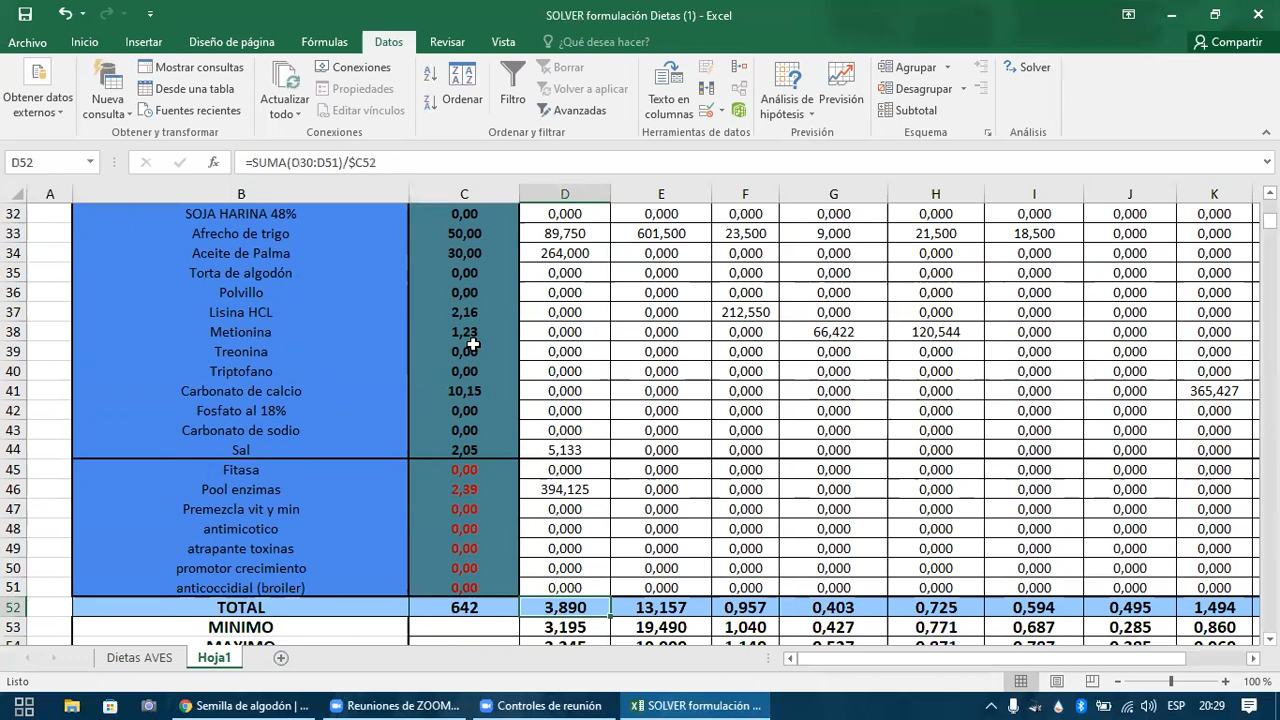 SOLVER formulación Dietas (1) - Excel
Archivo Inicio Insertar Diseño de página Fórmulas Datos Revisar Vista ¿Qué desea hacer? Compartir
Obtener datos externos
Nueva consulta
Mostrar consultas
Desde una tabla
Fuentes recientes
Obtener y transformar
Actualizar todo
Conexiones
Propiedades
Editar vínculos
Conexiones
Ordenar
Filtro
Borrar
Volver a aplicar
Avanzadas
Ordenar y filtrar
Texto en columnas
Herramientas de datos
Análisis de hipótesis
Previsión
Previsión
Agrupar
Desagrupar
Subtotal
Esquema
Solver
Análisis
D52 fx =SUMA(D30:D51)/$C52
A B C D E F G H I J K
32 SOJA HARINA 48% 0,00 0,000 0,000 0,000 0,000 0,000 0,000 0,000 0,000
33 Afrecho de trigo 50,00 89,750 601,500 23,500 9,000 21,500 18,500 0,000 0,000
34 Aceite de Palma 30,00 264,000 0,000 0,000 0,000 0,000 0,000 0,000 0,000
35 Torta de algodón 0,00 0,000 0,000 0,000 0,000 0,000 0,000 0,000 0,000
36 Polvillo 0,00 0,000 0,000 0,000 0,000 0,000 0,000 0,000 0,000
37 Lisina HCL 2,16 0,000 0,000 212,550 0,000 0,000 0,000 0,000 0,000
38 Metionina 1,23 0,000 0,000 0,000 66,422 120,544 0,000 0,000 0,000
39 Treonina 0,00 0,000 0,000 0,000 0,000 0,000 0,000 0,000 0,000
40 Triptofano 0,00 0,000 0,000 0,000 0,000 0,000 0,000 0,000 0,000
41 Carbonato de calcio 10,15 0,000 0,000 0,000 0,000 0,000 0,000 0,000 365,427
42 Fosfato al 18% 0,00 0,000 0,000 0,000 0,000 0,000 0,000 0,000 0,000
43 Carbonato de sodio 0,00 0,000 0,000 0,000 0,000 0,000 0,000 0,000 0,000
44 Sal 2,05 5,133 0,000 0,000 0,000 0,000 0,000 0,000 0,000
45 Fitasa 0,00 0,000 0,000 0,000 0,000 0,000 0,000 0,000 0,000
46 Pool enzimas 2,39 394,125 0,000 0,000 0,000 0,000 0,000 0,000 0,000
47 Premezcla vit y min 0,00 0,000 0,000 0,000 0,000 0,000 0,000 0,000 0,000
48 antimicotico 0,00 0,000 0,000 0,000 0,000 0,000 0,000 0,000 0,000
49 atrapante toxinas 0,00 0,000 0,000 0,000 0,000 0,000 0,000 0,000 0,000
50 promotor crecimiento 0,00 0,000 0,000 0,000 0,000 0,000 0,000 0,000 0,000
51 anticoccidial (broiler) 0,00 0,000 0,000 0,000 0,000 0,000 0,000 0,000 0,000
52 TOTAL 642 3,890 13,157 0,957 0,403 0,725 0,594 0,495 1,494
53 MINIMO 3,195 19,490 1,040 0,427 0,771 0,687 0,285 0,860
Dietas AVES Hoja1
Listo 100 %
Semilla de algodón | ... Reuniones de ZOOM... Controles de reunión SOLVER formulación ... ESP 20:29